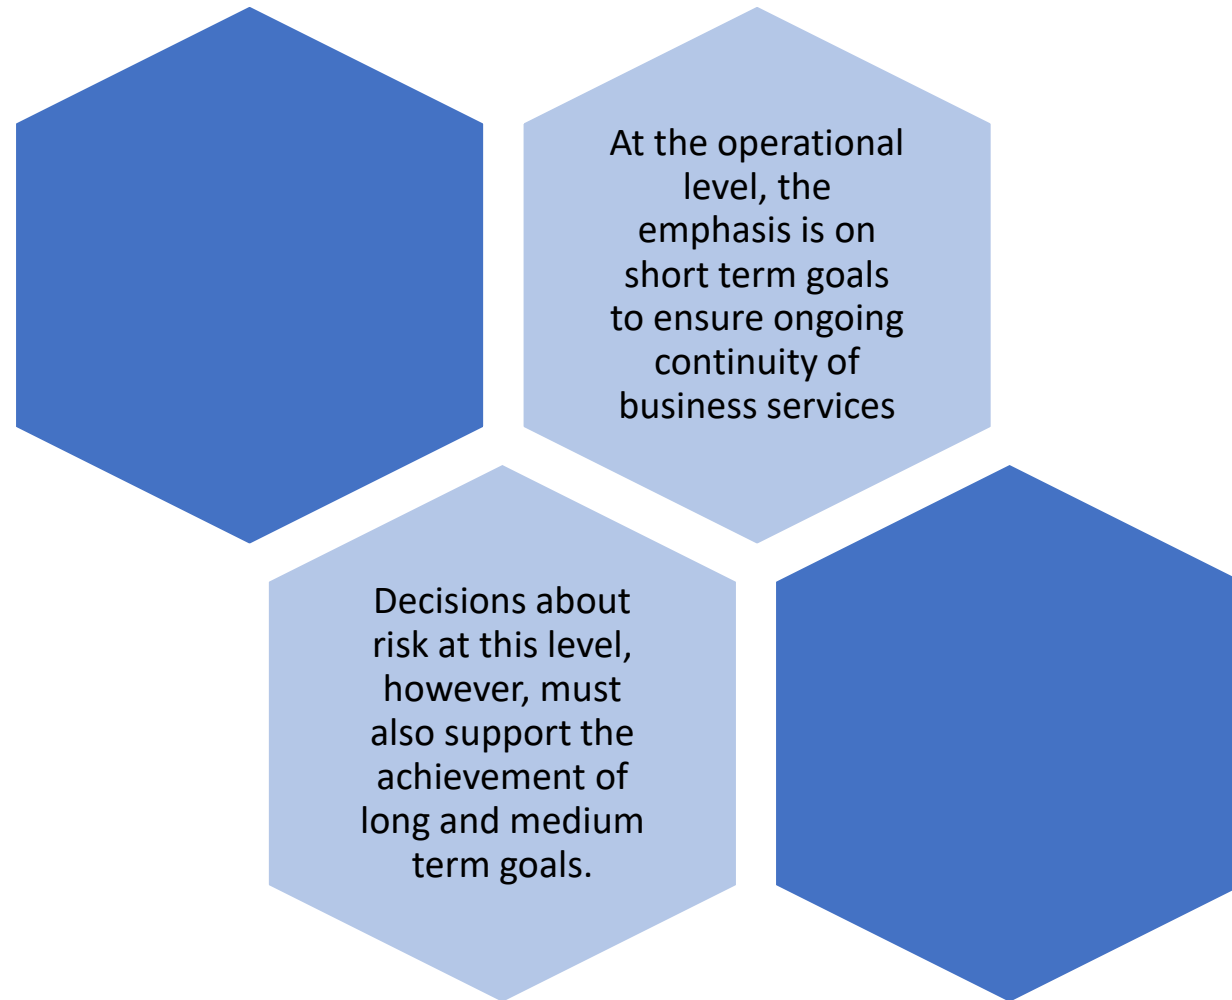 At the operational
level, the
emphasis is on
short term goals
to ensure ongoing
continuity of
business services
Decisions about
risk at this level,
however, must
also support the
achievement of
long and medium
term goals.